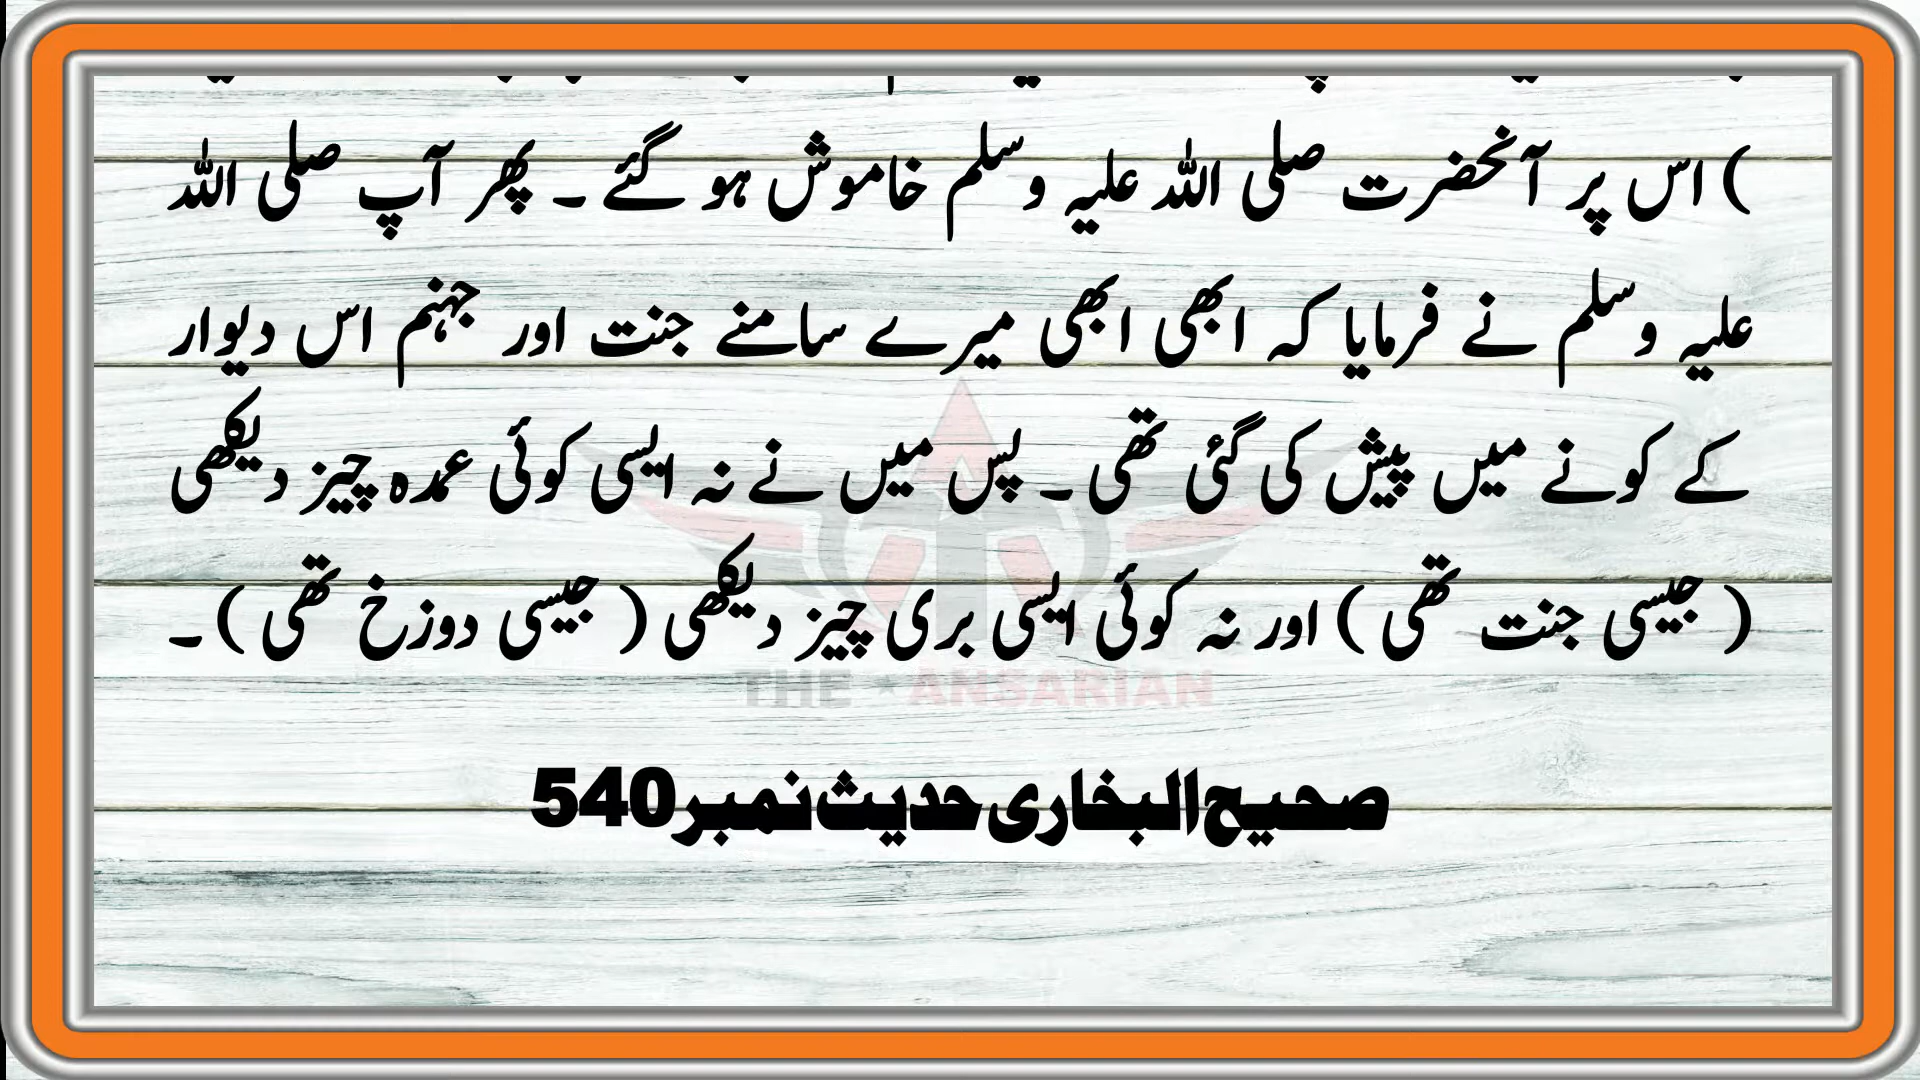 ) اس پر آنحضرت صلی اللہ علیہ وسلم خاموش ہو گئے ۔ پھر آپ صلی اللہ
علیہ وسلم نے فرمایا کہ ابھی ابھی میرے سامنے جنت اور جہنم اس دیوار
کے کونے میں پیش کی گئی تھی ۔ پس میں نے نہ ایسی کوئی عمدہ چیز دیکھی
( جیسی جنت تھی ) اور نہ کوئی ایسی بری چیز دیکھی ( جیسی دوزخ تھی ) ۔
THE ★ANSARIAN
صحیح البخاری حدیث نمبر 540